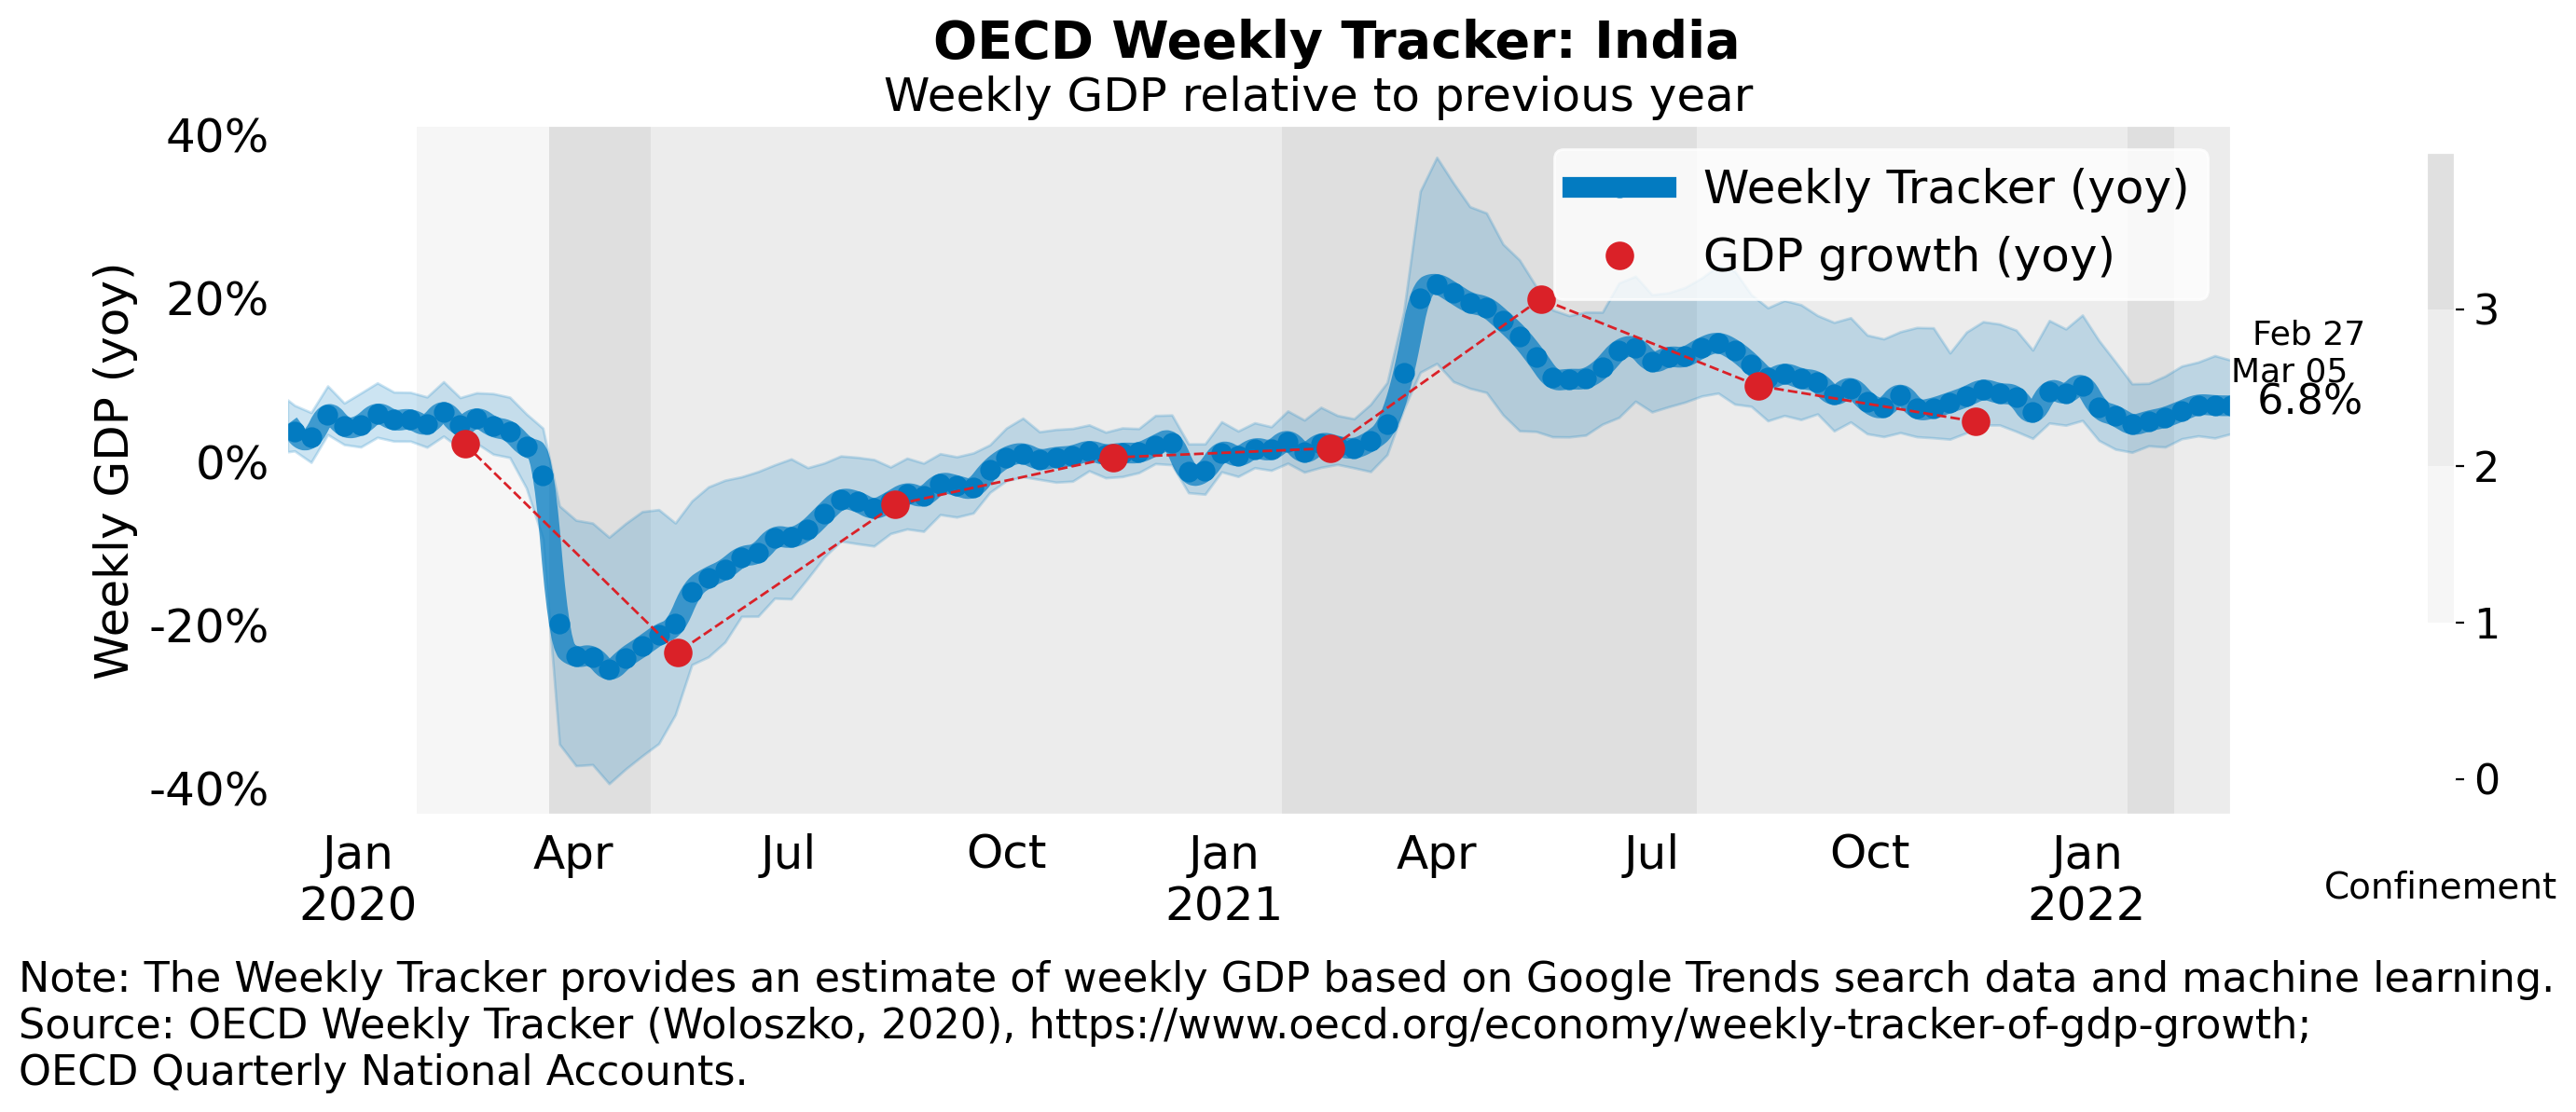 OECD Weekly Tracker: India
Weekly GDP relative to previous year
Weekly GDP (yoy)
40%
20%
0%
-20%
-40%
Weekly Tracker (yoy)
GDP growth (yoy)
Feb 27
Mar 05
6.8%
3
2
1
0
Jan Apr Jul Oct Jan Apr Jul Oct Jan
2020 2021 2022
Confinement
Note: The Weekly Tracker provides an estimate of weekly GDP based on Google Trends search data and machine learning.
Source: OECD Weekly Tracker (Woloszko, 2020), https://www.oecd.org/economy/weekly-tracker-of-gdp-growth;
OECD Quarterly National Accounts.